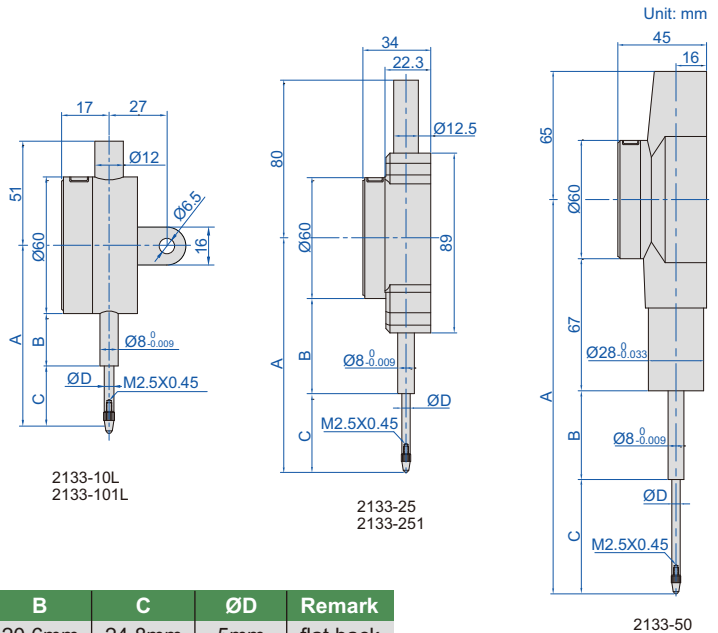 Unit: mm
17
27
51
Ø12
Ø6.5
16
Ø60
A
B
Ø8 0 -0.009
ØD
M2.5X0.45
C
2133-10L
2133-101L
34
22.3
80
Ø12.5
Ø60
89
A
B
Ø8 0 -0.009
ØD
M2.5X0.45
C
2133-25
2133-251
45
16
65
Ø60
67
Ø28 0 -0.033
A
B
Ø8 0 -0.009
ØD
M2.5X0.45
C
2133-50
B C ØD Remark